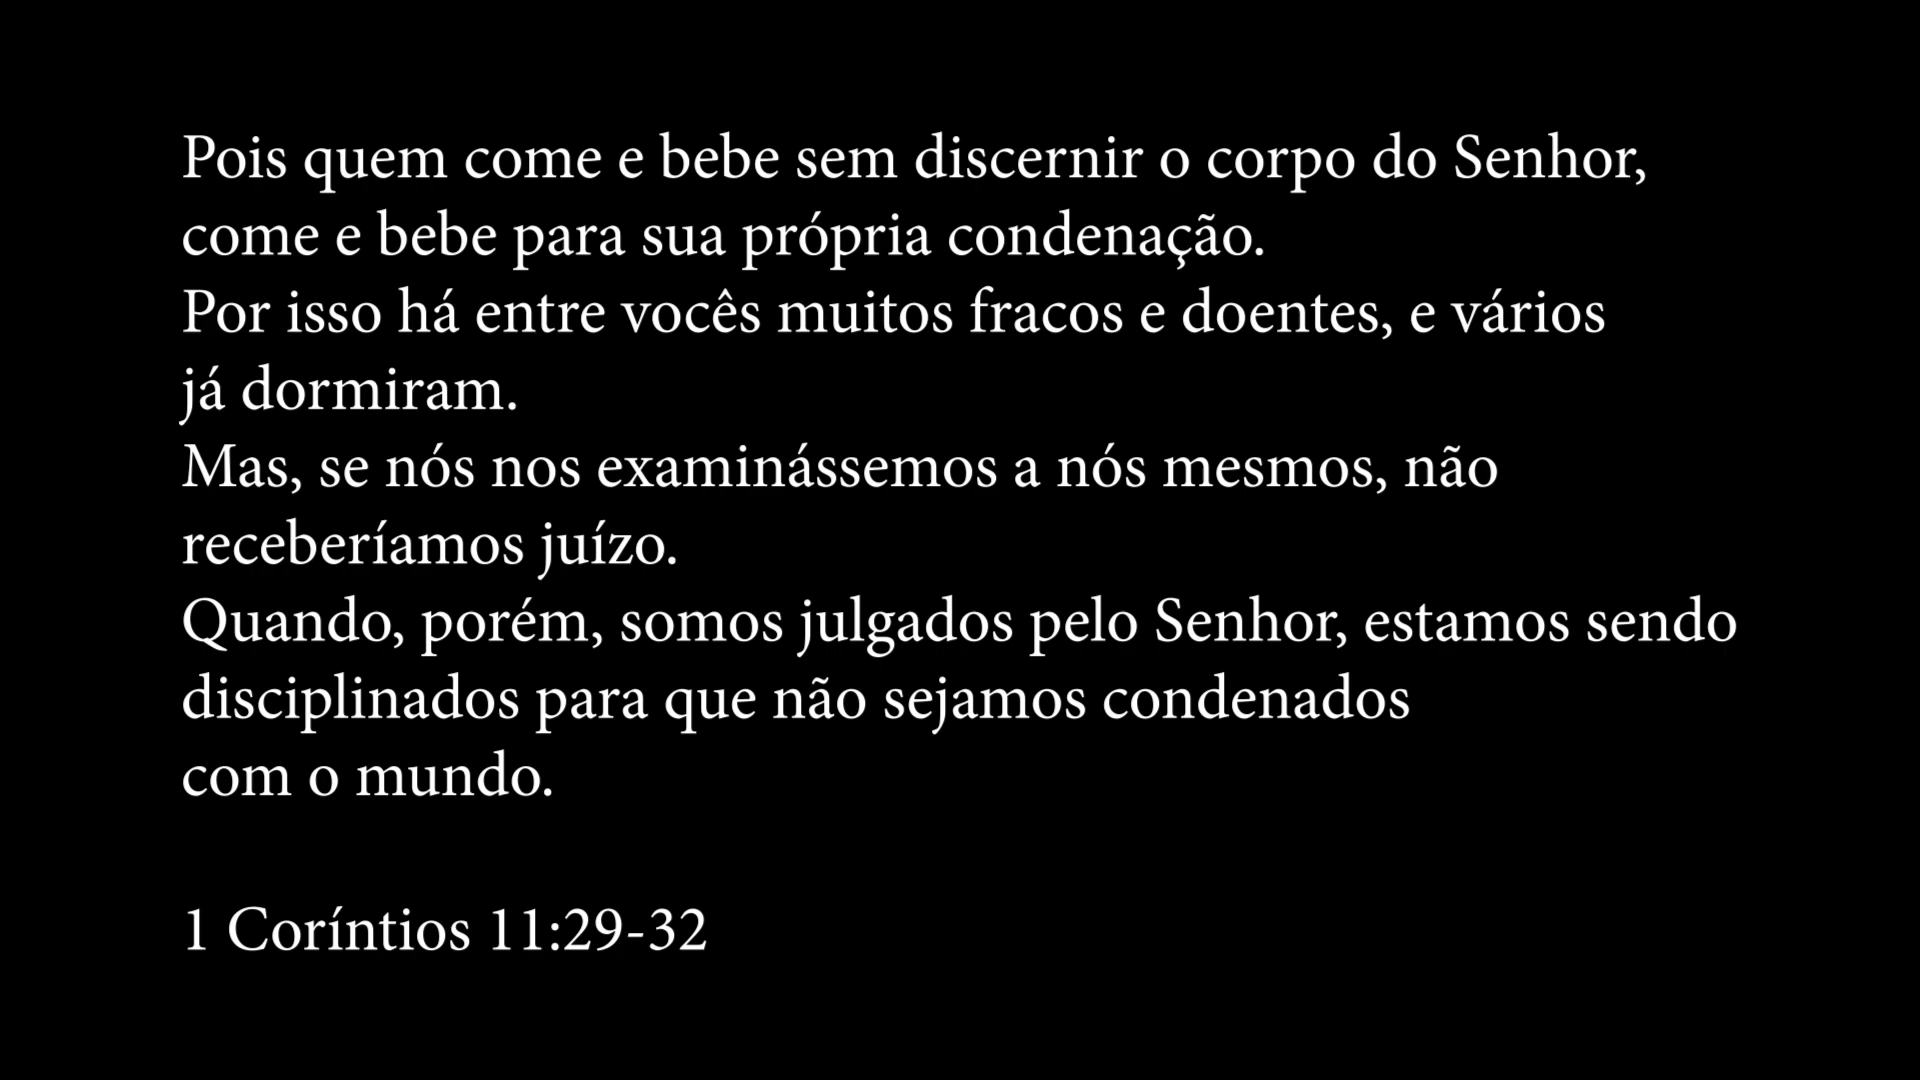 Pois quem come e bebe sem discernir o corpo do Senhor,
come e bebe para sua própria condenação.
Por isso há entre vocês muitos fracos e doentes, e vários
já dormiram.
Mas, se nós nos examinássemos a nós mesmos, não
receberíamos juízo.
Quando, porém, somos julgados pelo Senhor, estamos sendo
disciplinados para que não sejamos condenados
com o mundo.
1 Coríntios 11:29-32